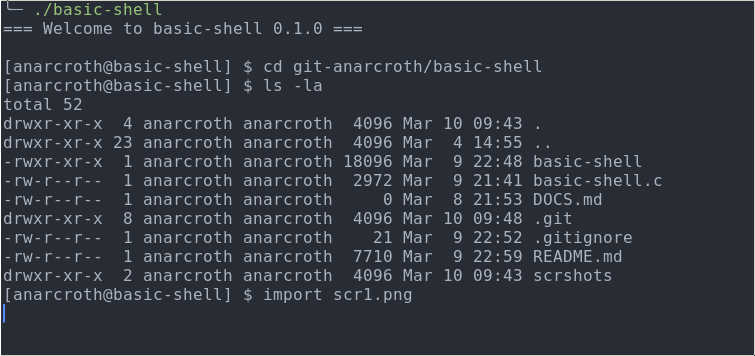 ╰─ ./basic-shell
=== Welcome to basic-shell 0.1.0 ===
[anarcroth@basic-shell] $ cd git-anarcroth/basic-shell
[anarcroth@basic-shell] $ ls -la
total 52
drwxr-xr-x  4 anarcroth anarcroth  4096 Mar 10 09:43 .
drwxr-xr-x 23 anarcroth anarcroth  4096 Mar  4 14:55 ..
-rwxr-xr-x  1 anarcroth anarcroth 18096 Mar  9 22:48 basic-shell
-rw-r--r--  1 anarcroth anarcroth  2972 Mar  9 21:41 basic-shell.c
-rw-r--r--  1 anarcroth anarcroth     0 Mar  8 21:53 DOCS.md
drwxr-xr-x  8 anarcroth anarcroth  4096 Mar 10 09:48 .git
-rw-r--r--  1 anarcroth anarcroth    21 Mar  9 22:52 .gitignore
-rw-r--r--  1 anarcroth anarcroth  7710 Mar  9 22:59 README.md
drwxr-xr-x  2 anarcroth anarcroth  4096 Mar 10 09:43 scrshots
[anarcroth@basic-shell] $ import scr1.png